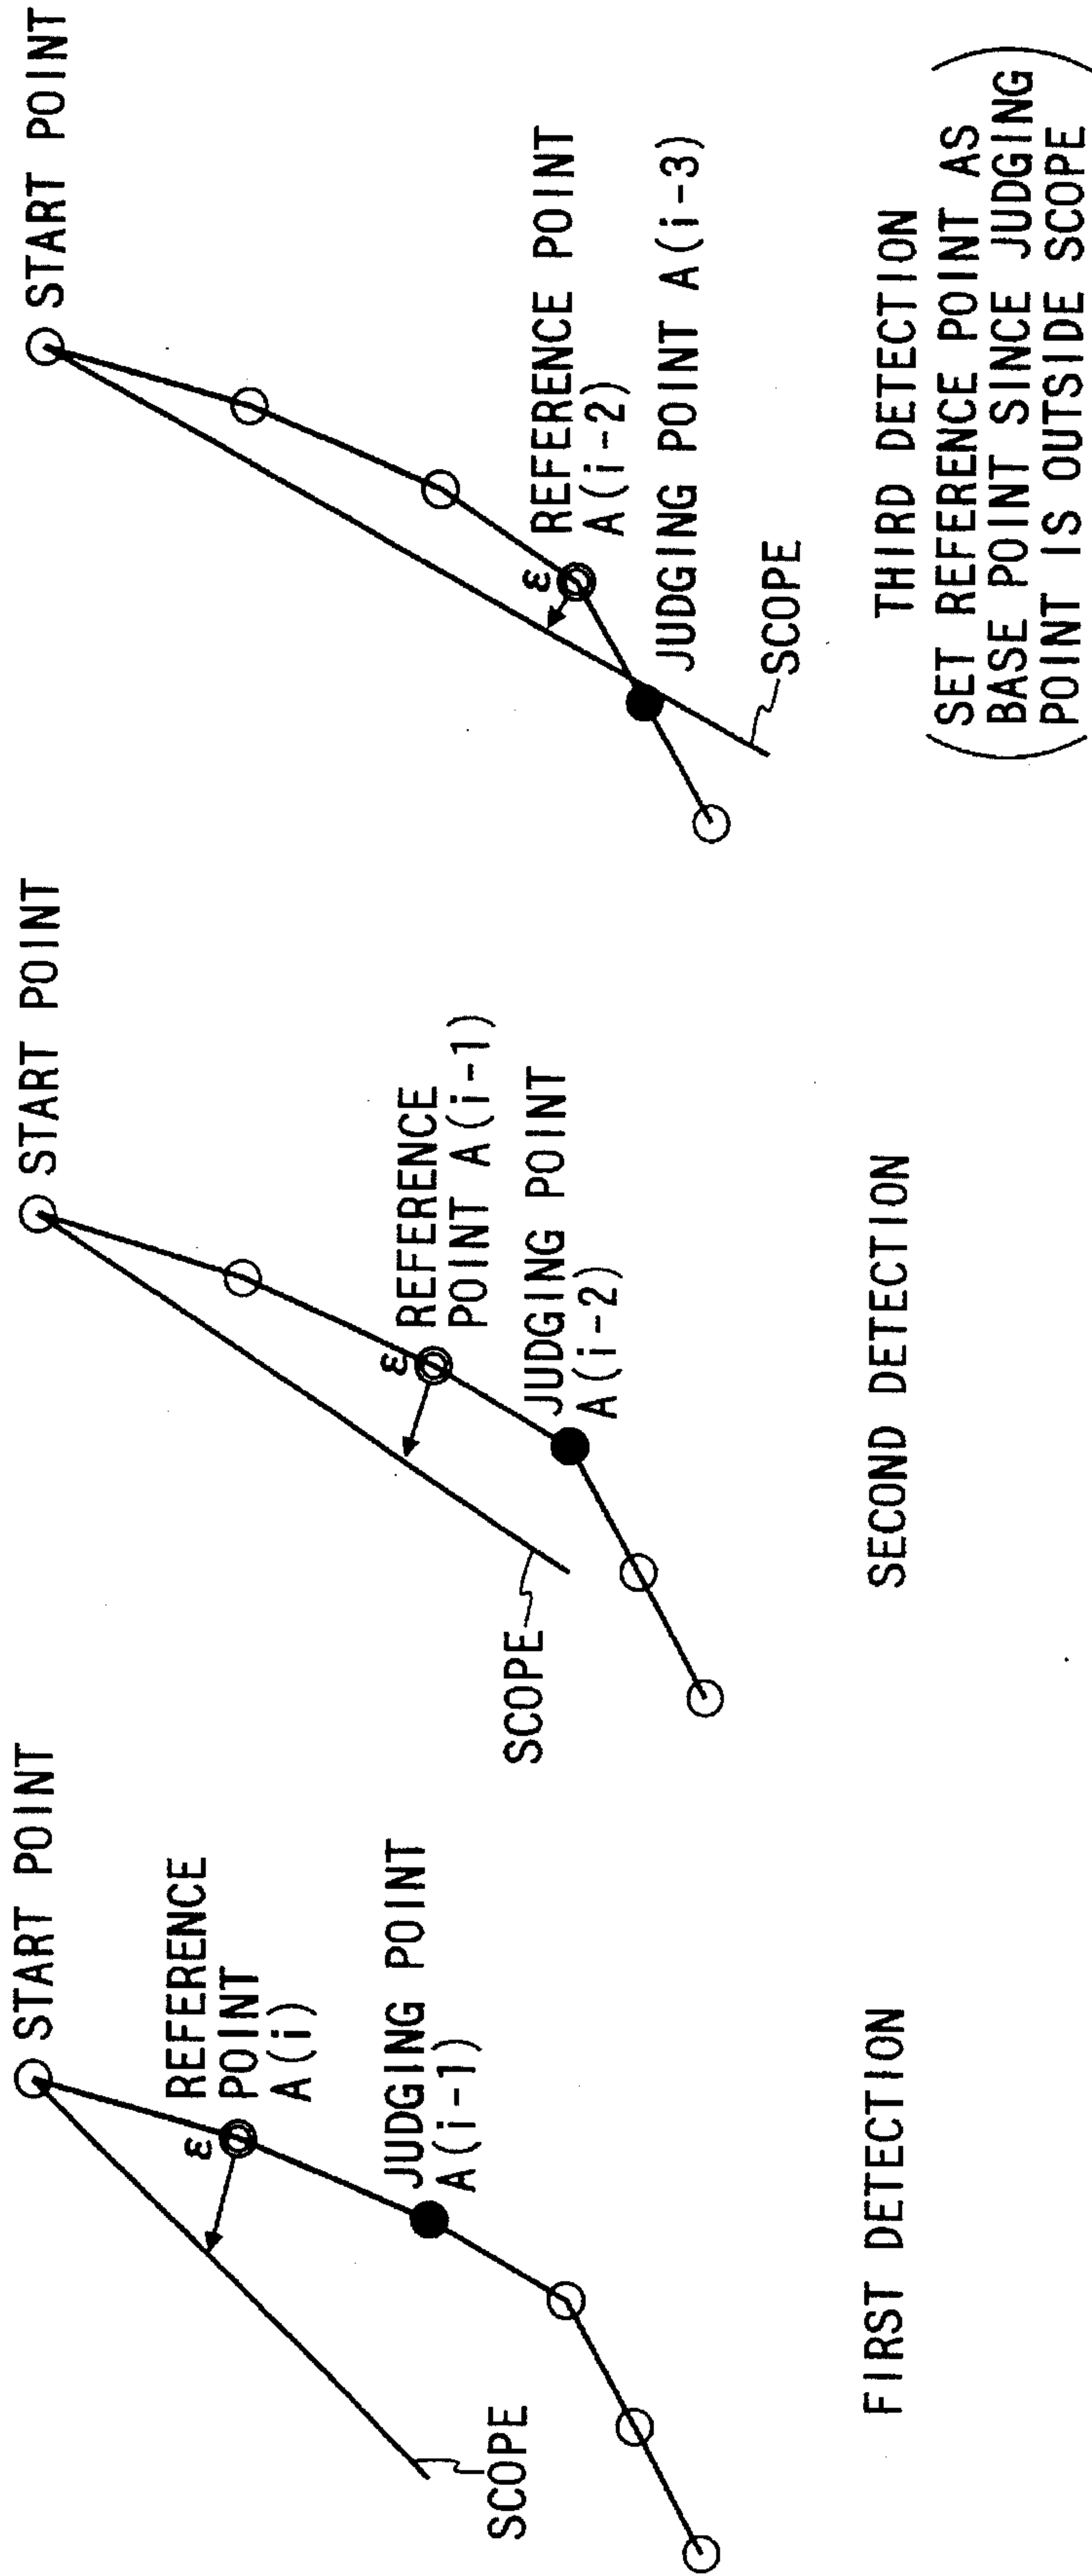 START POINT
REFERENCE
POINT
A(i)
ε
JUDGING POINT
A(i-1)
SCOPE
FIRST DETECTION
START POINT
REFERENCE
POINT A(i-1)
ε
JUDGING POINT
A(i-2)
SCOPE
SECOND DETECTION
START POINT
REFERENCE POINT
A(i-2)
ε
JUDGING POINT A(i-3)
SCOPE
THIRD DETECTION
(SET REFERENCE POINT AS
BASE POINT SINCE JUDGING
POINT IS OUTSIDE SCOPE)